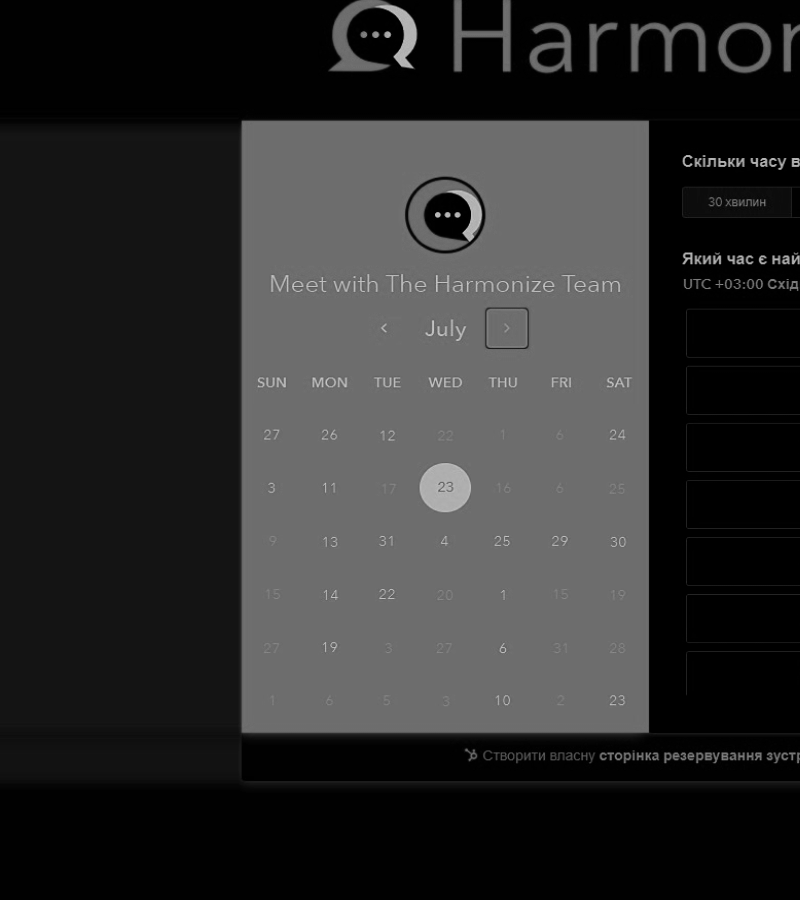 Harmon
Meet with The Harmonize Team
July
SUN MON TUE WED THU FRI SAT
27 26 12 22 1 6 24
3 11 17 23 16 6 25
9 13 31 4 25 29 30
15 14 22 20 1 15 19
27 19 3 27 6 31 28
1 6 5 3 10 2 23
Скільки часу в
30 хвилин
Який час є най
UTC +03:00 Схід
Створити власну сторінка резервування зустр